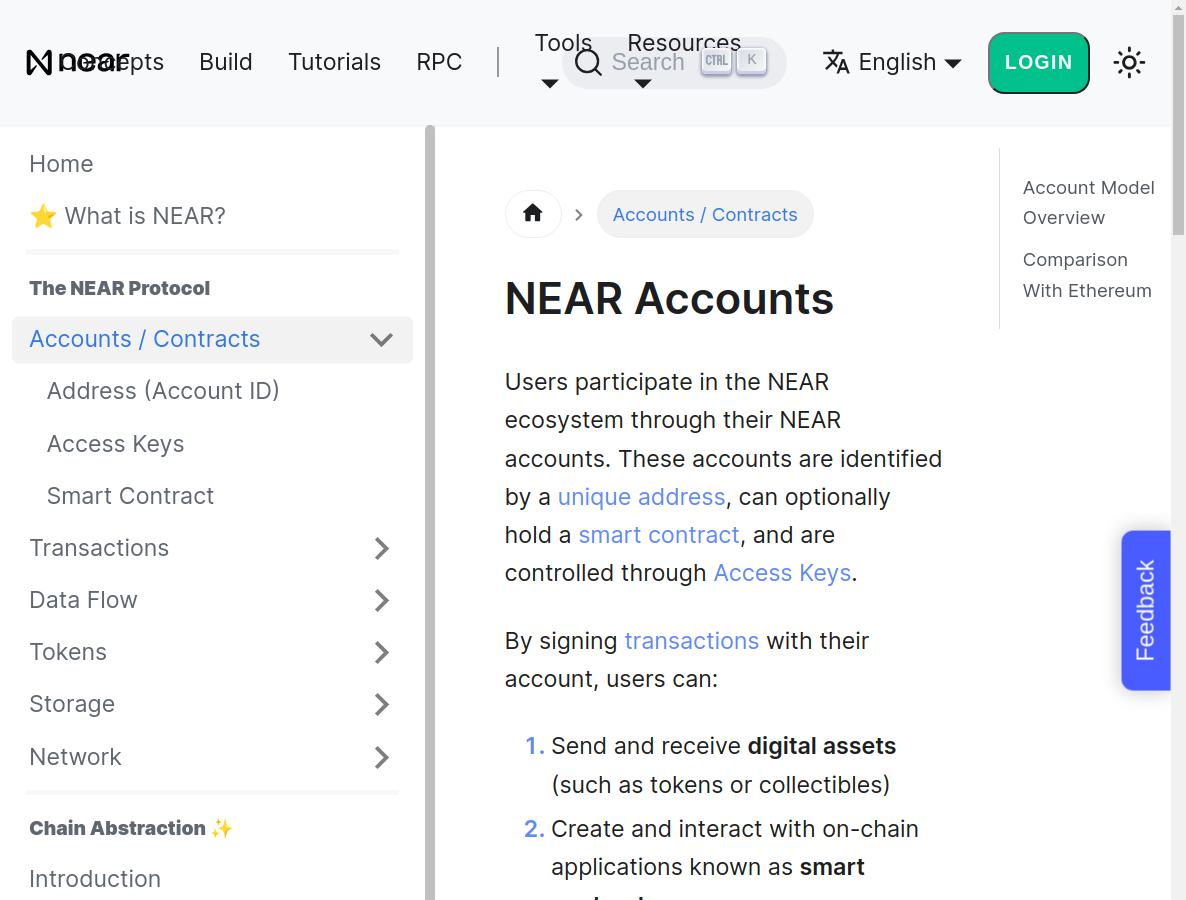 near
Concepts
Build
Tutorials
RPC
Tools
Resources
Search
CTRL
K
English
LOGIN
Home
⭐ What is NEAR?
The NEAR Protocol
Accounts / Contracts
Address (Account ID)
Access Keys
Smart Contract
Transactions
Data Flow
Tokens
Storage
Network
Chain Abstraction ✨
Introduction
Accounts / Contracts
NEAR Accounts
Users participate in the NEAR
ecosystem through their NEAR
accounts. These accounts are identified
by a unique address, can optionally
hold a smart contract, and are
controlled through Access Keys.
By signing transactions with their
account, users can:
1. Send and receive digital assets
(such as tokens or collectibles)
2. Create and interact with on-chain
applications known as smart
Account Model
Overview
Comparison
With Ethereum
Feedback